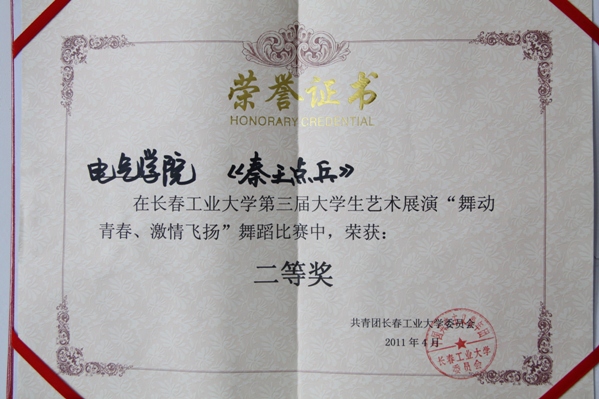 荣誉证书
HONORARY CREDENTIAL
电气学院 《秦王点兵》
在长春工业大学第三届大学生艺术展演“舞动
青春、激情飞扬”舞蹈比赛中，荣获：
二等奖
共青团长春工业大学委员会
2011年4月
长春工业大学
委员会